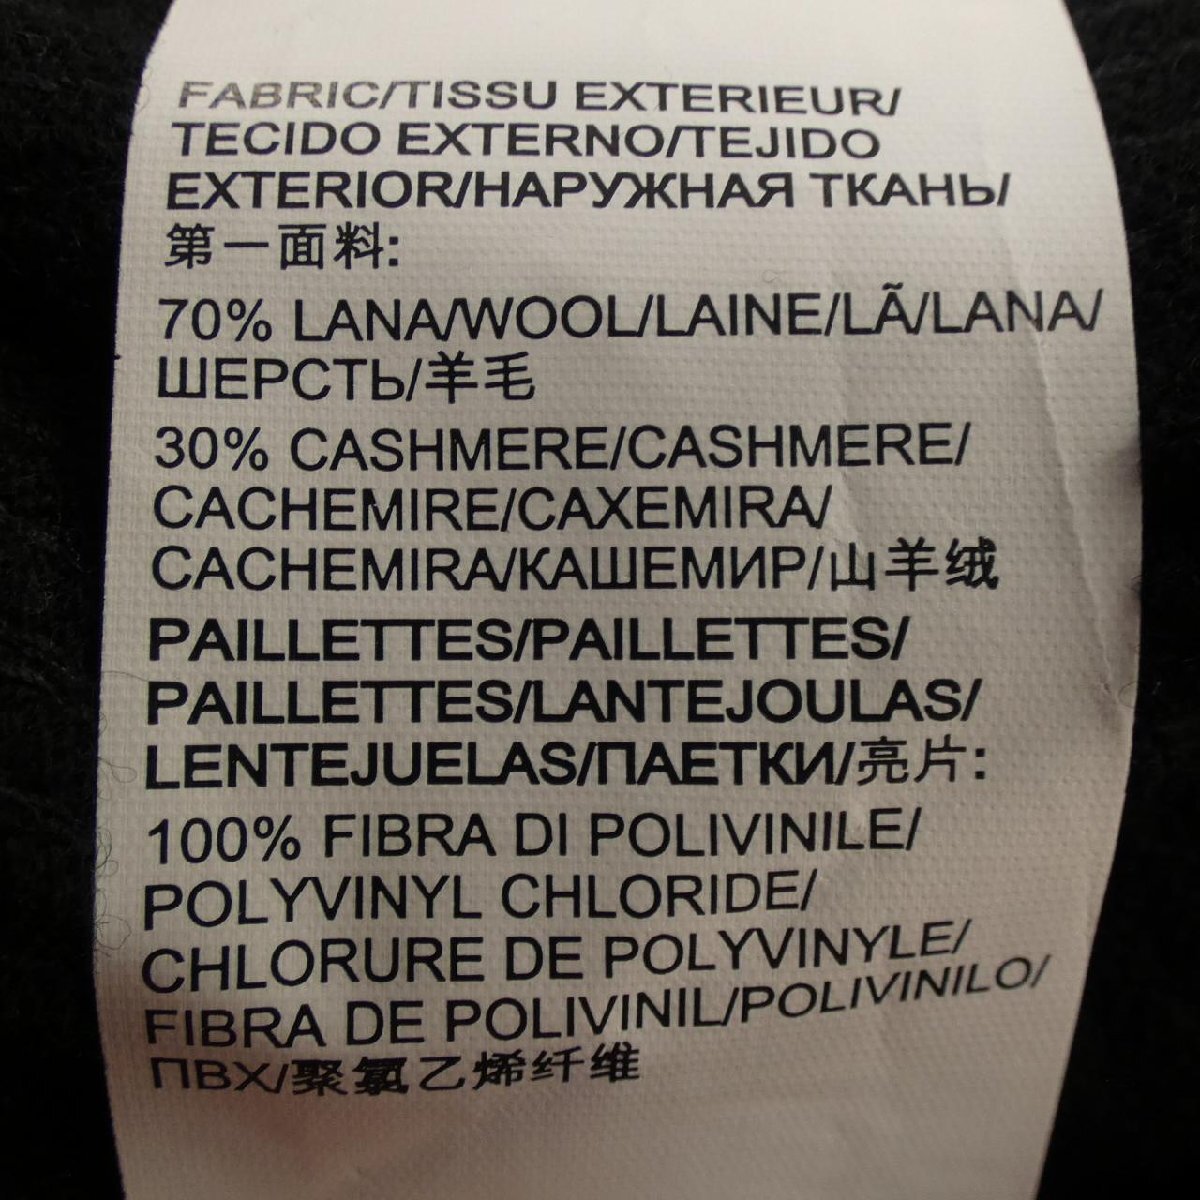 FABRIC/TISSU EXTERIEUR/
TECIDO EXTERNO/TEJIDO
EXTERIOR/НАРУЖНАЯ ТКАНЬ/
第一面料:
70% LANA/WOOL/LAINE/LÃ/LANA/
ШЕРСТЬ/羊毛
30% CASHMERE/CASHMERE/
CACHEMIRE/CAXEMIRA/
CACHEMIRA/КАШЕМИР/山羊绒
PAILLETTES/PAILLETTES/
PAILLETTES/LANTEJOULAS/
LENTEJUELAS/ПАЕТКИ/亮片:
100% FIBRA DI POLIVINILE/
POLYVINYL CHLORIDE/
CHLORURE DE POLYVINYLE/
FIBRA DE POLIVINIL/POLIVINILO/
ПВХ/聚氯乙烯纤维